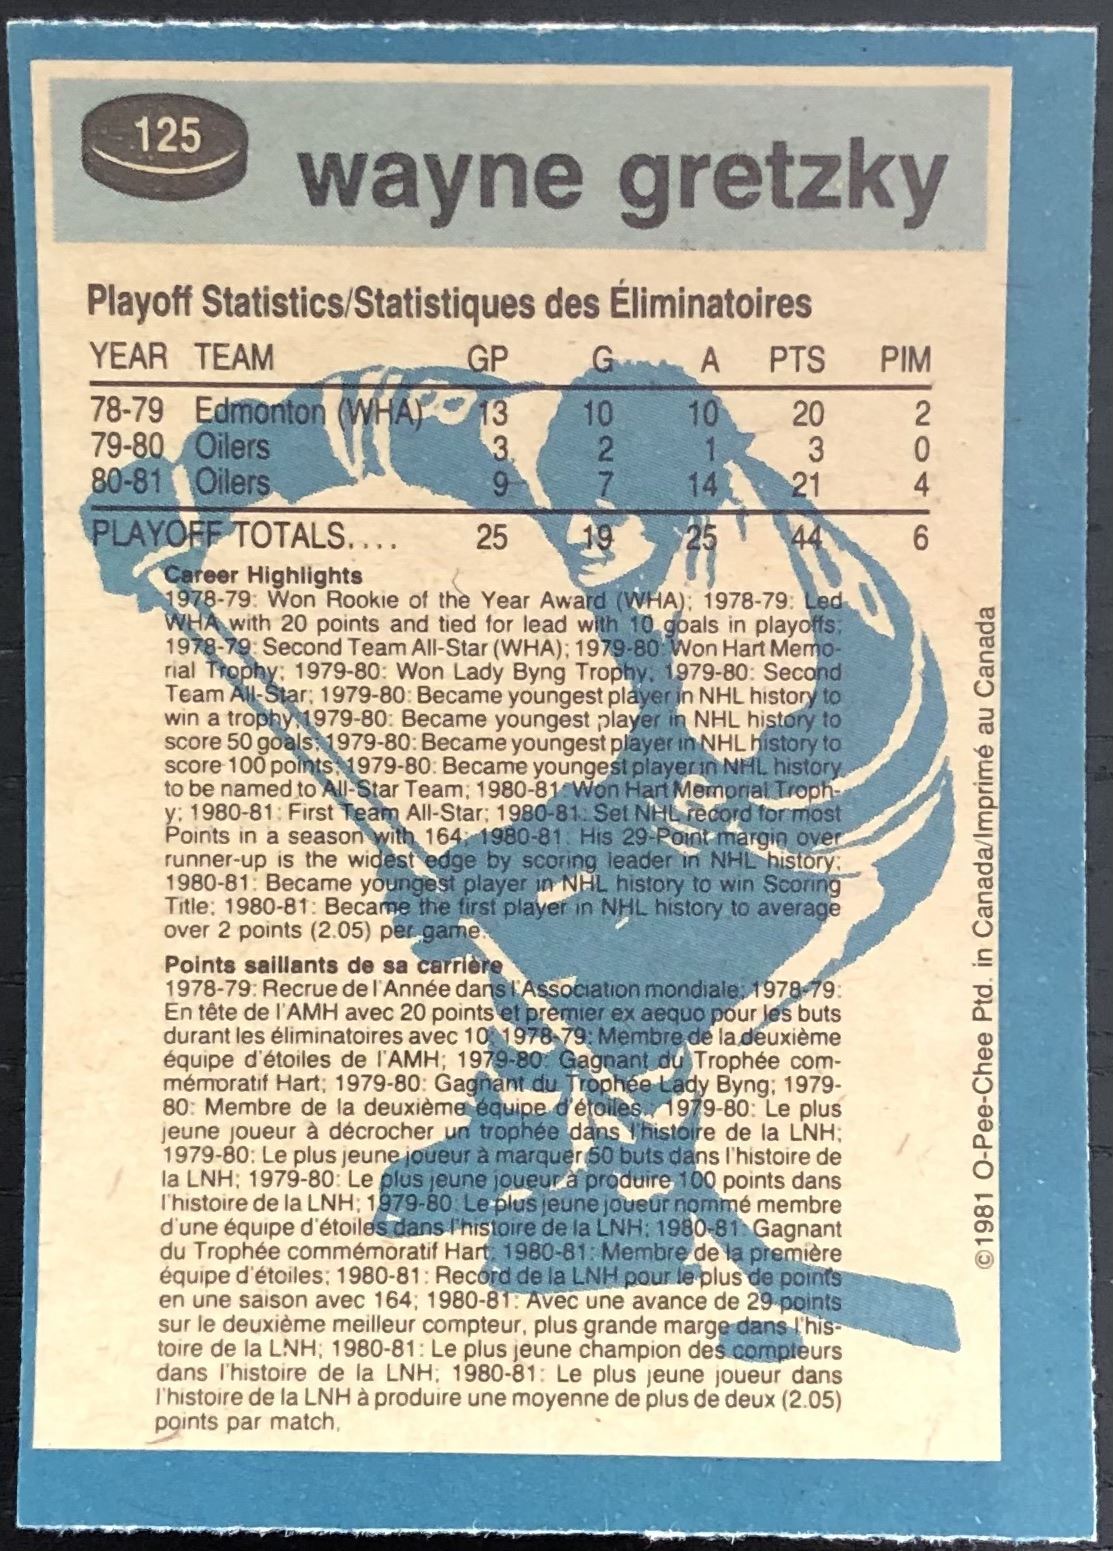 125
wayne gretzky
Playoff Statistics/Statistiques des Éliminatoires
YEAR TEAM GP G A PTS PIM
78-79 Edmonton (WHA) 13 10 10 20 2
79-80 Oilers 3 2 1 3 0
80-81 Oilers 9 7 14 21 4
PLAYOFF TOTALS.... 25 19 25 44 6
Career Highlights
1978-79: Won Rookie of the Year Award (WHA); 1978-79: Led
WHA with 20 points and tied for lead with 10 goals in playoffs;
1978-79: Second Team All-Star (WHA); 1979-80: Won Hart Memo-
rial Trophy; 1979-80: Won Lady Byng Trophy; 1979-80: Second
Team All-Star; 1979-80: Became youngest player in NHL history to
win a trophy; 1979-80: Became youngest player in NHL history to
score 50 goals; 1979-80: Became youngest player in NHL history to
score 100 points; 1979-80: Became youngest player in NHL history
to be named to All-Star Team; 1980-81: Won Hart Memorial Troph-
y; 1980-81: First Team All-Star; 1980-81: Set NHL record for most
Points in a season with 164; 1980-81: His 29-Point margin over
runner-up is the widest edge by scoring leader in NHL history;
1980-81: Became youngest player in NHL history to win Scoring
Title; 1980-81: Became the first player in NHL history to average
over 2 points (2.05) per game.
Points saillants de sa carrière
1978-79: Recrue de l'Année dans l'Association mondiale; 1978-79:
En tête de l'AMH avec 20 points et premier ex aequo pour les buts
durant les éliminatoires avec 10; 1978-79: Membre de la deuxième
équipe d'étoiles de l'AMH; 1979-80: Gagnant du Trophée com-
mémoratif Hart; 1979-80: Gagnant du Trophée Lady Byng; 1979-
80: Membre de la deuxième équipe d'étoiles.; 1979-80: Le plus
jeune joueur à décrocher un trophée dans l'histoire de la LNH;
1979-80: Le plus jeune joueur à marquer 50 buts dans l'histoire de
la LNH; 1979-80: Le plus jeune joueur à produire 100 points dans
l'histoire de la LNH; 1979-80: Le plus jeune joueur nommé membre
d'une équipe d'étoiles dans l'histoire de la LNH; 1980-81: Gagnant
du Trophée commémoratif Hart; 1980-81: Membre de la première
équipe d'étoiles; 1980-81: Record de la LNH pour le plus de points
en une saison avec 164; 1980-81: Avec une avance de 29 points
sur le deuxième meilleur compteur, plus grande marge dans l'his-
toire de la LNH; 1980-81: Le plus jeune champion des compteurs
dans l'histoire de la LNH; 1980-81: Le plus jeune joueur dans
l'histoire de la LNH à produire une moyenne de plus de deux (2.05)
points par match.
©1981 O-Pee-Chee Ptd. in Canada/Imprimé au Canada